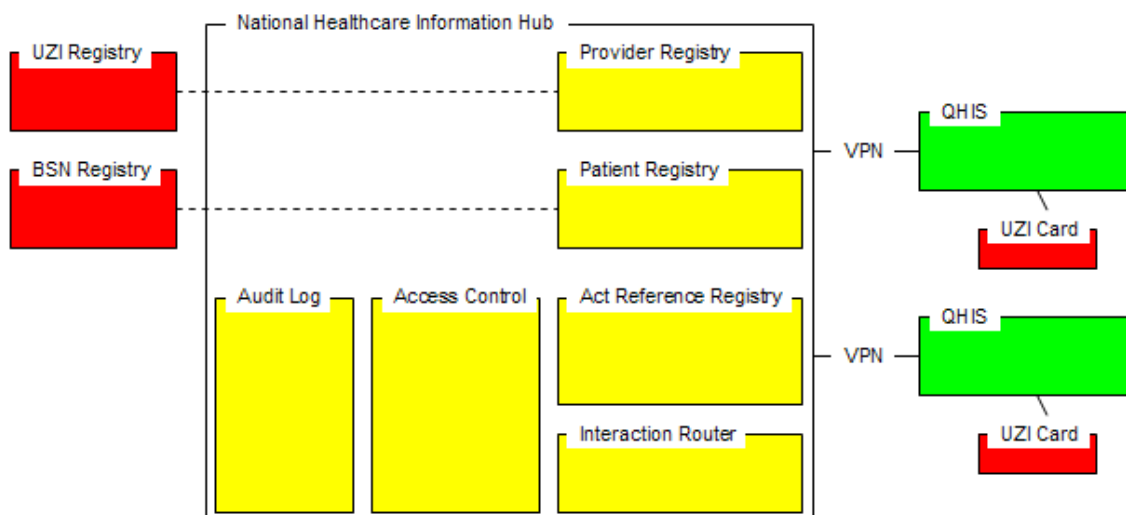 National Healthcare Information Hub
UZI Registry
Provider Registry
QHIS
VPN
BSN Registry
Patient Registry
UZI Card
Audit Log
Access Control
Act Reference Registry
QHIS
VPN
Interaction Router
UZI Card